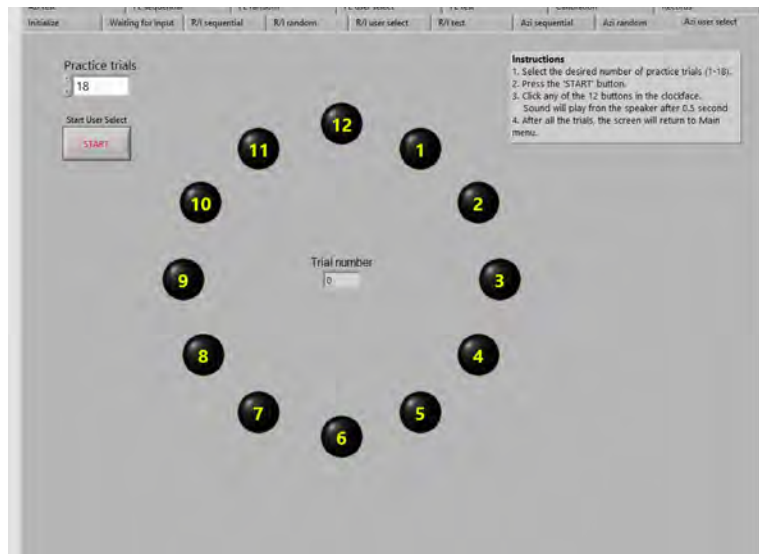 Initialize Waiting for Input R/I sequential R/I random R/I user select R/I test Azi sequential Azi random Azi user select
Practice trials
18
Start User Select
START
Instructions
1. Select the desired number of practice trials (1-18).
2. Press the 'START' button.
3. Click any of the 12 buttons in the clockface.
Sound will play from the speaker after 0.5 second
4. After all the trials, the screen will return to Main
menu.
12
11
1
10
2
Trial number
0
9
3
8
4
7
5
6